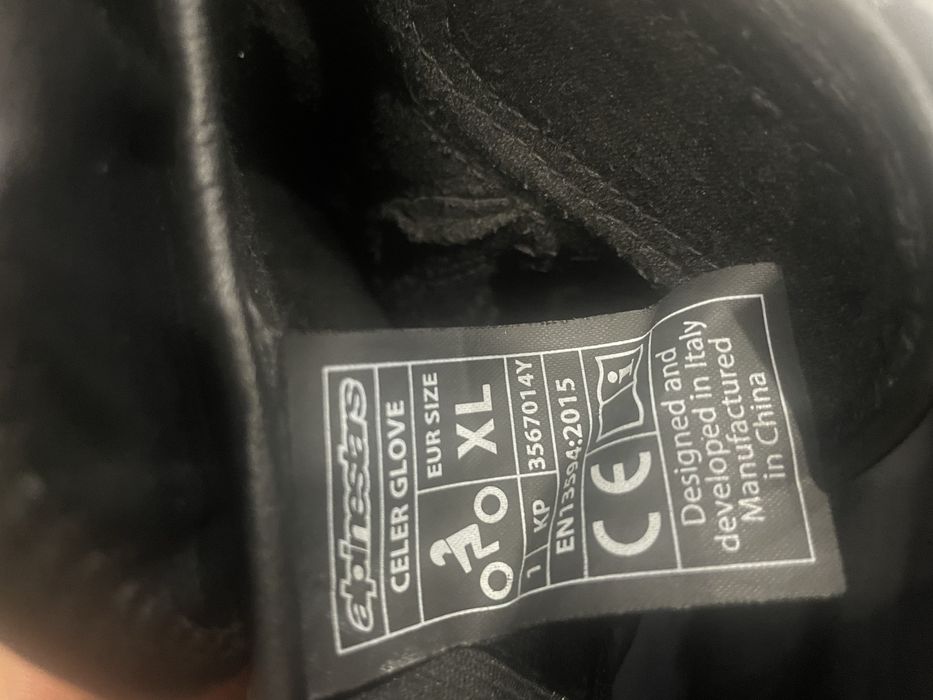 alpinestars
CELER GLOVE
EUR SIZE
XL
1 KP 3567014Y
EN13594:2015
CE i
Designed and
developed in Italy
Manufactured
in China